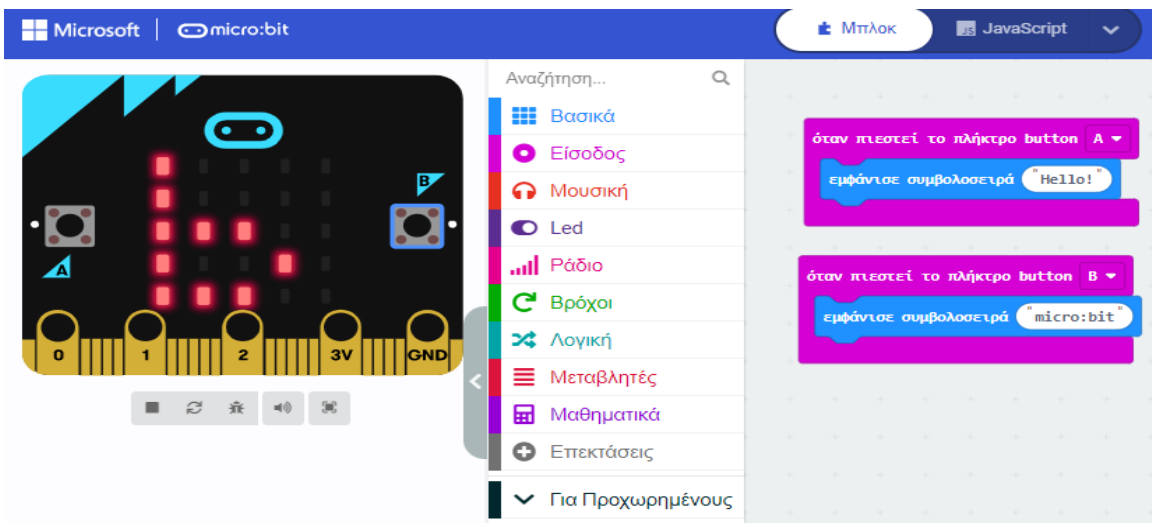 Microsoft micro:bit
Μπλοκ
JavaScript
B
A
0 1 2 3V GND
Αναζήτηση...
Βασικά
Είσοδος
Μουσική
Led
Ράδιο
Βρόχοι
Λογική
Μεταβλητές
Μαθηματικά
Επεκτάσεις
Για Προχωρημένους
όταν πιεστεί το πλήκτρο button A
εμφάνισε συμβολοσειρά "Hello!"
όταν πιεστεί το πλήκτρο button B
εμφάνισε συμβολοσειρά "micro:bit"